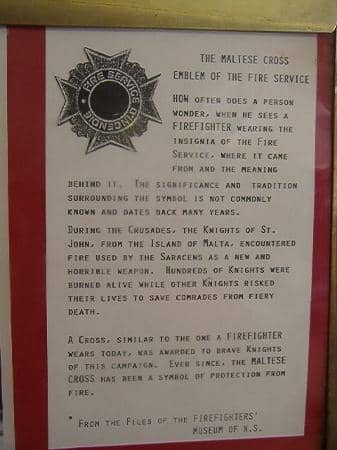 FIRE SERVICE
THE MALTESE CROSS
EMBLEM OF THE FIRE SERVICE
HOW OFTEN DOES A PERSON
WONDER, WHEN HE SEES A
FIREFIGHTER WEARING THE
INSIGNIA OF THE FIRE
SERVICE, WHERE IT CAME
FROM AND THE MEANING
BEHIND IT. THE SIGNIFICANCE AND TRADITION
SURROUNDING THE SYMBOL IS NOT COMMONLY
KNOWN AND DATES BACK MANY YEARS.
DURING THE CRUSADES, THE KNIGHTS OF ST.
JOHN, FROM THE ISLAND OF MALTA, ENCOUNTERED
FIRE USED BY THE SARACENS AS A NEW AND
HORRIBLE WEAPON. HUNDREDS OF KNIGHTS WERE
BURNED ALIVE WHILE OTHER KNIGHTS RISKED
THEIR LIVES TO SAVE COMRADES FROM FIERY
DEATH.
A CROSS, SIMILAR TO THE ONE A FIREFIGHTER
WEARS TODAY, WAS AWARDED TO BRAVE KNIGHTS
OF THIS CAMPAIGN. EVER SINCE, THE MALTESE
CROSS HAS BEEN A SYMBOL OF PROTECTION FROM
FIRE.
* FROM THE FILES OF THE FIREFIGHTERS'
MUSEUM OF N.S.